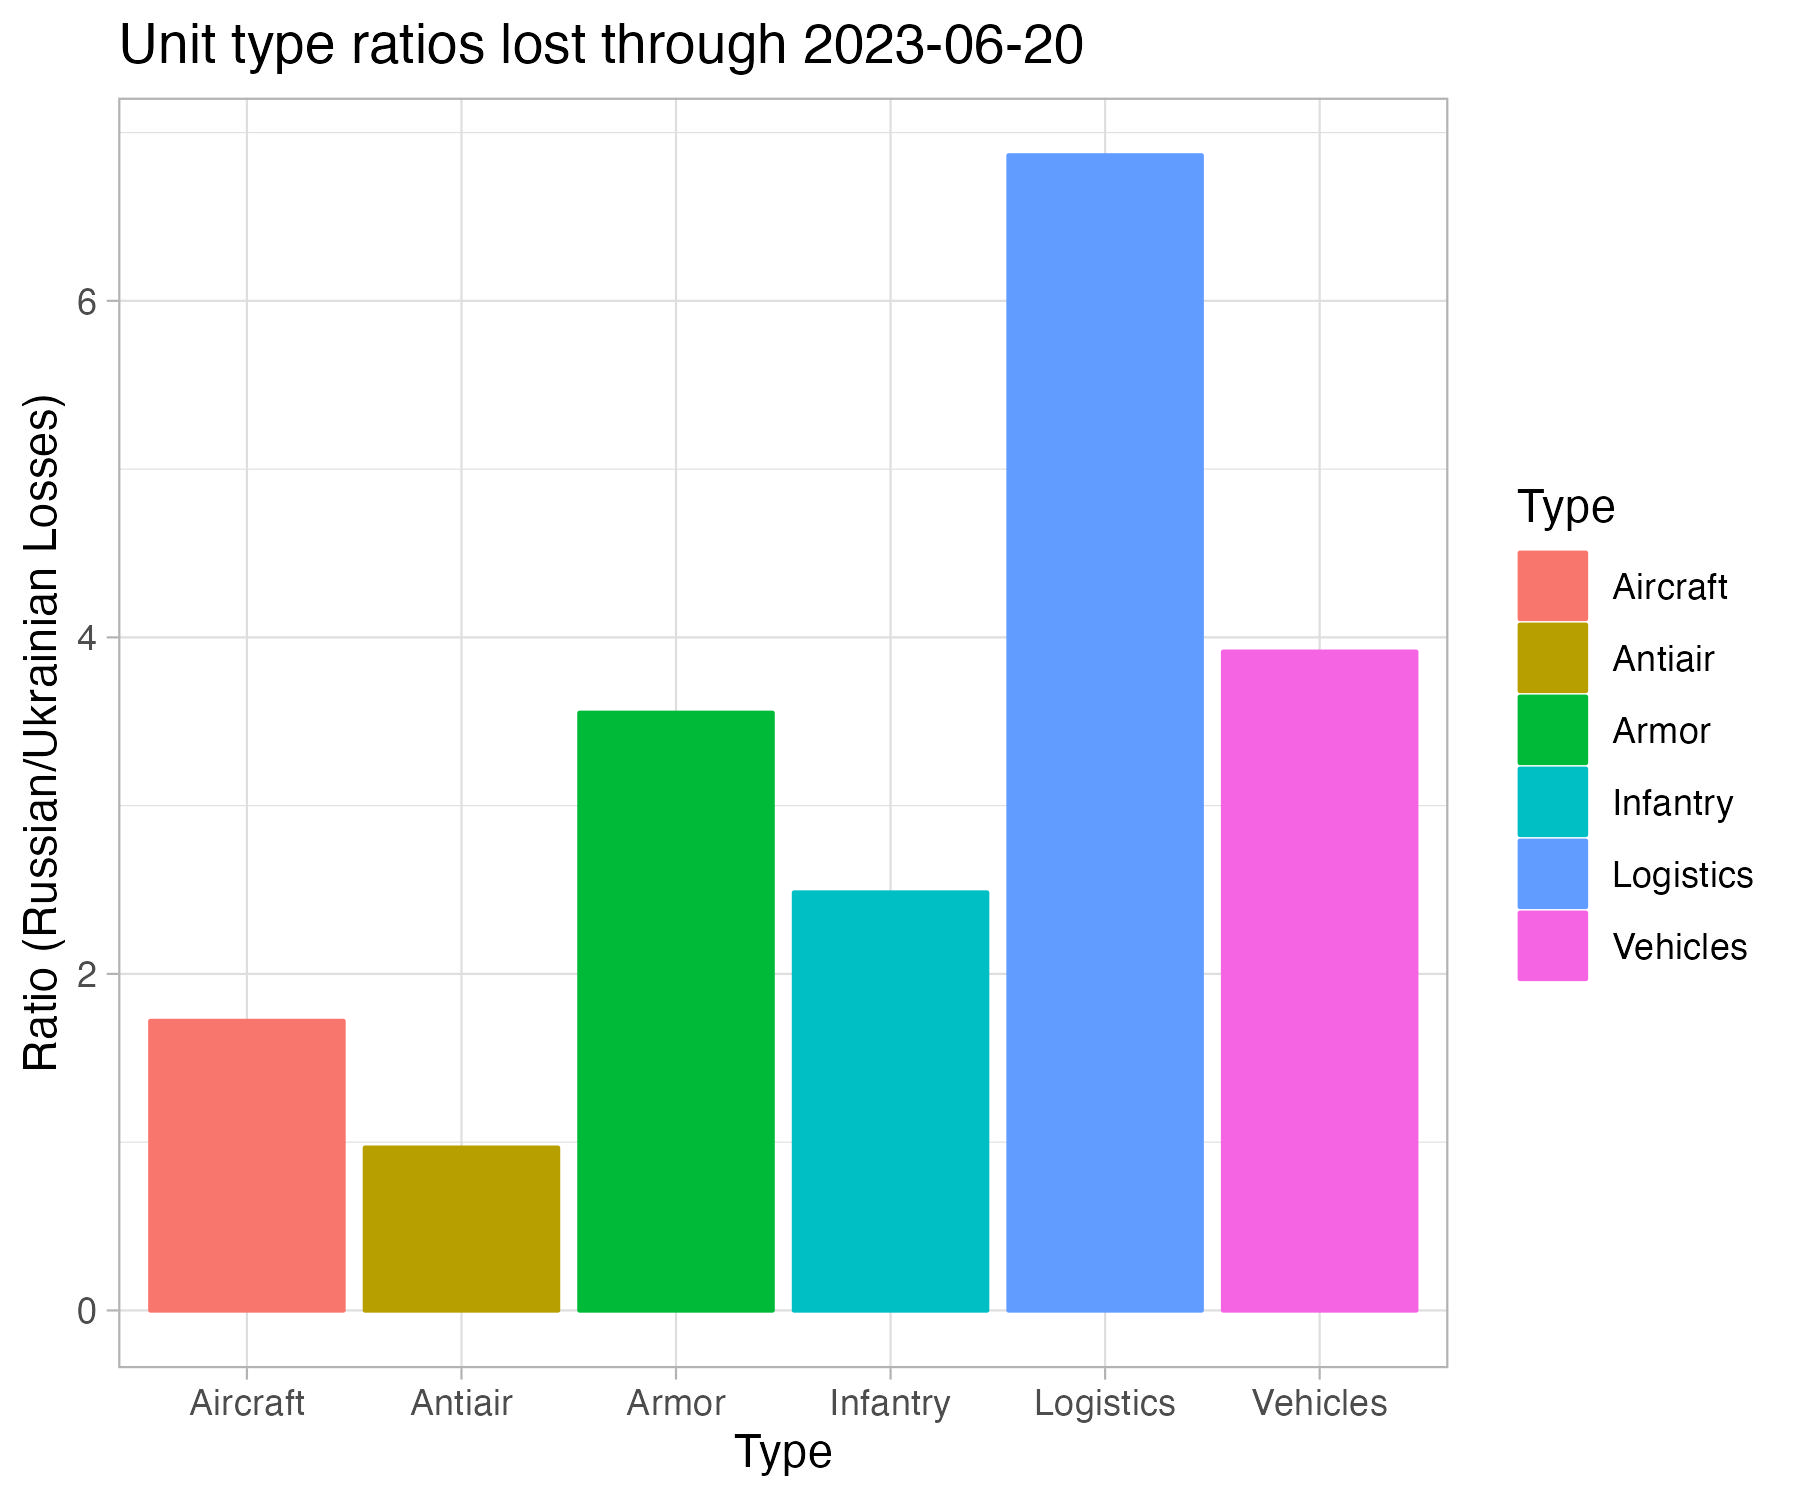 Unit type ratios lost through 2023-06-20
Ratio (Russian/Ukrainian Losses)
6
4
2
0
Aircraft Antiair Armor Infantry Logistics Vehicles
Type
Type
Aircraft
Antiair
Armor
Infantry
Logistics
Vehicles